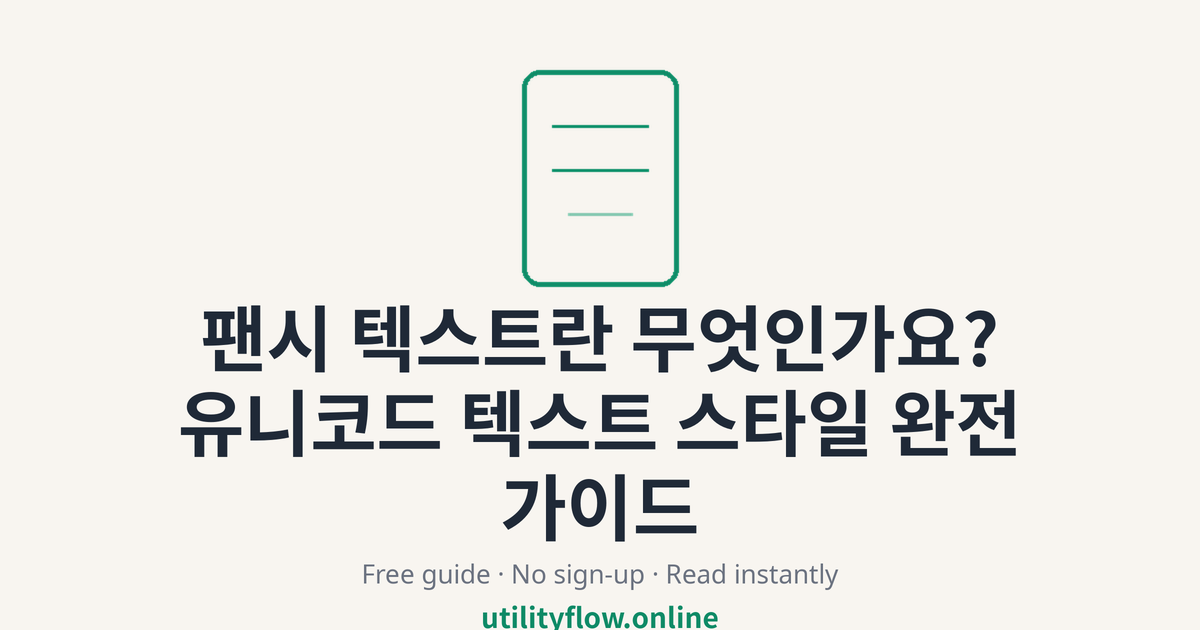 팬시 텍스트란 무엇인가요?
유니코드 텍스트 스타일 완전
가이드
Free guide · No sign-up · Read instantly
utilityflow.online